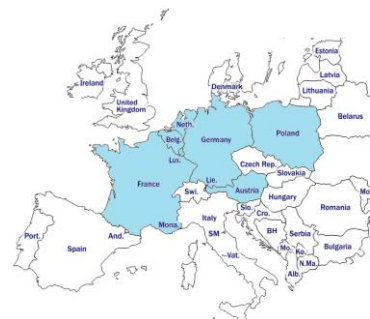 Estonia
Latvia
Lithuania
Denmark
Ireland
United
Kingdom
Belarus
Neth.
Belg.
Germany
Poland
Lux.
Czech Rep.
Slovakia
France
Lie.
Austria
Swi.
Hungary
Mo
Slo.
Cro.
Romania
Italy
Mona.
And.
SM
BH
Serbia
Port.
Spain
Vat.
Mo.
Ko.
Bulgaria
N.Ma.
Alb.